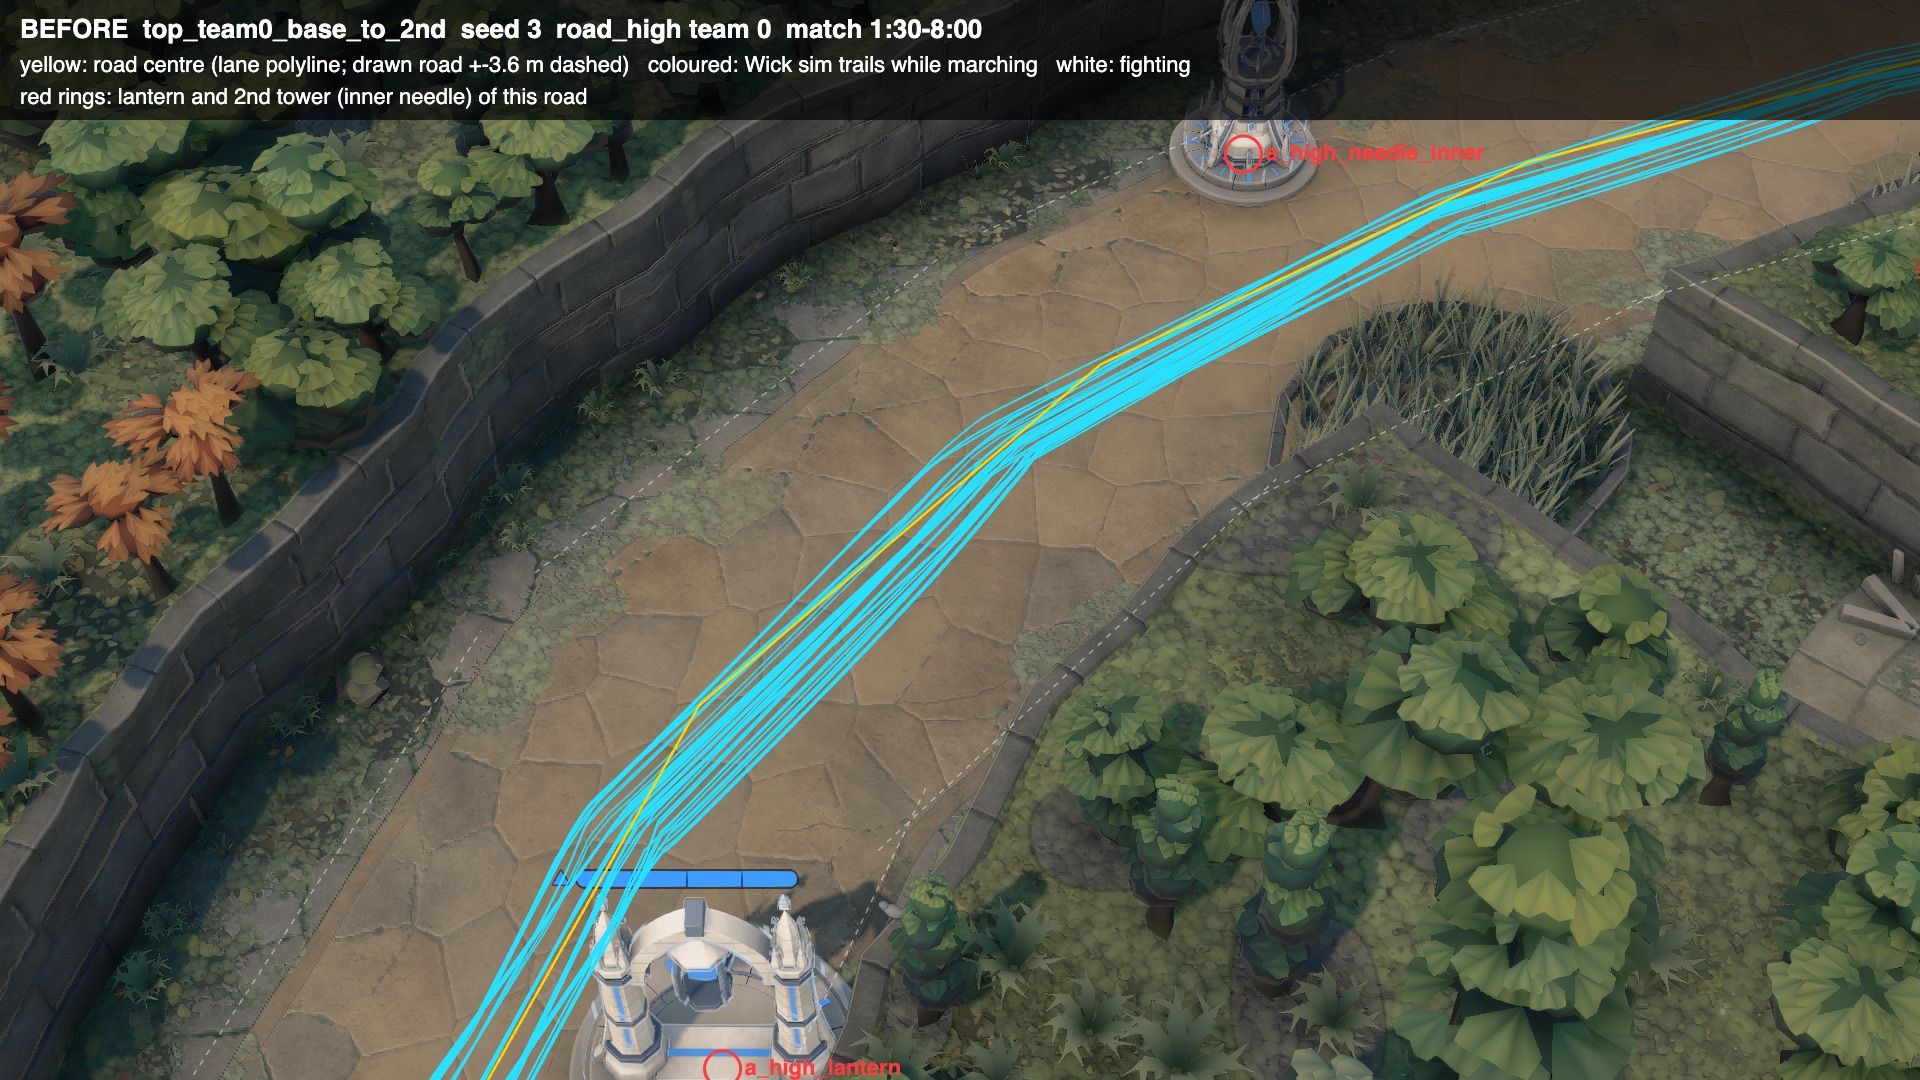 BEFORE top_team0_base_to_2nd seed 3 road_high team 0 match 1:30-8:00
yellow: road centre (lane polyline; drawn road +-3.6 m dashed) coloured: Wick sim trails while marching white: fighting
red rings: lantern and 2nd tower (inner needle) of this road
a_high_needle_inner
a_high_lantern